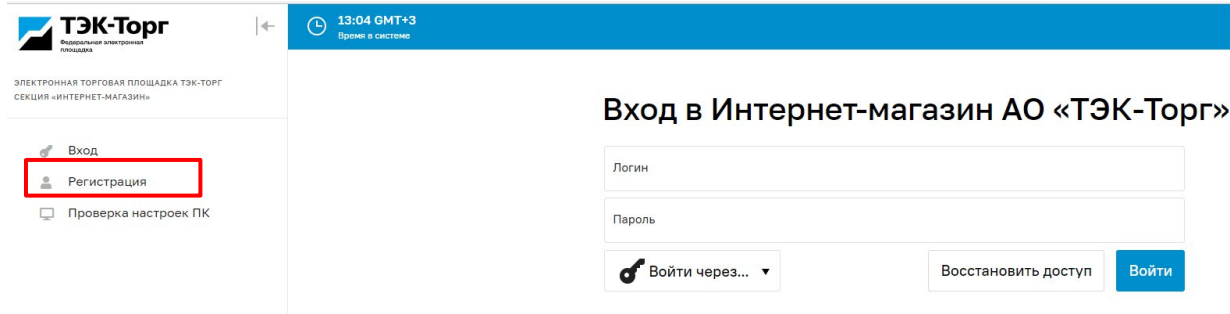 ТЭК-Торг
Федеральная электронная
площадка
13:04 GMT+3
Время в системе
ЭЛЕКТРОННАЯ ТОРГОВАЯ ПЛОЩАДКА ТЭК-ТОРГ
СЕКЦИЯ «ИНТЕРНЕТ-МАГАЗИН»
Вход
Регистрация
Проверка настроек ПК
Вход в Интернет-магазин АО «ТЭК-Торг»
Логин
Пароль
Войти через...
Восстановить доступ
Войти